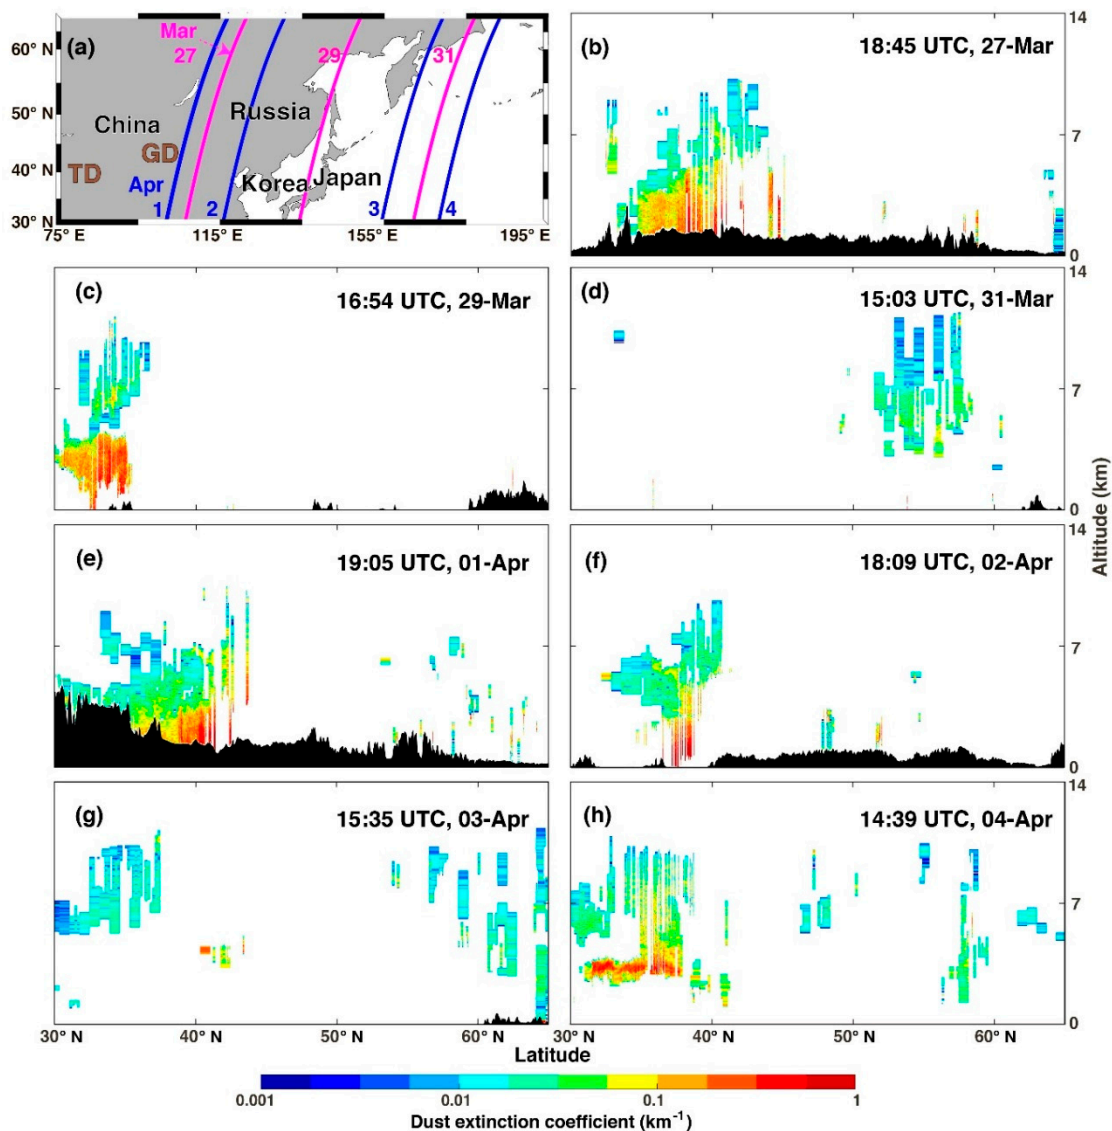 (a)
Mar
27
29
31
Russia
China
GD
TD
Korea
Japan
Apr
1
2
3
4
60° N
50° N
40° N
30° N
75° E
115° E
155° E
195° E
(b)
18:45 UTC, 27-Mar
14
7
0
(c)
16:54 UTC, 29-Mar
(d)
15:03 UTC, 31-Mar
14
7
0
Altitude (km)
(e)
19:05 UTC, 01-Apr
(f)
18:09 UTC, 02-Apr
14
7
0
(g)
15:35 UTC, 03-Apr
(h)
14:39 UTC, 04-Apr
14
7
0
30° N
40° N
50° N
60° N
30° N
40° N
50° N
60° N
Latitude
0.001
0.01
0.1
1
Dust extinction coefficient (km⁻¹)